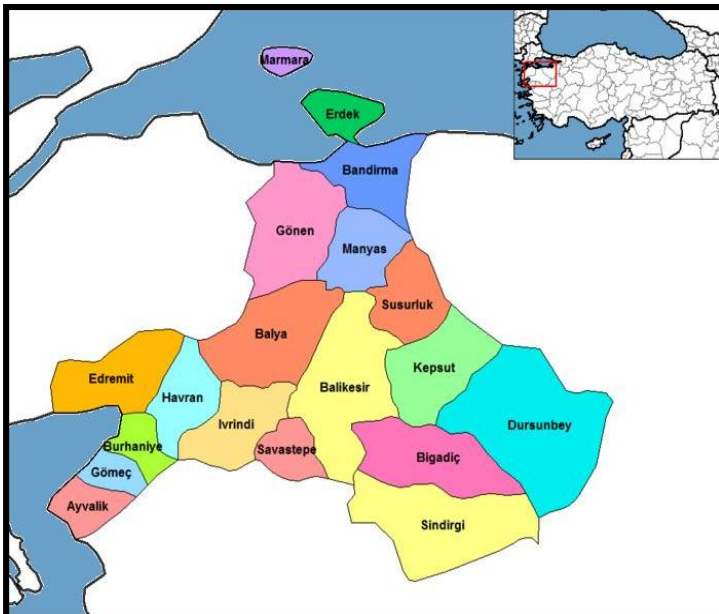 Marmara
Erdek
Bandirma
Gönen
Manyas
Susurluk
Balya
Edremit
Havran
Balikesir
Kepsut
Ivrindi
Dursunbey
Burhaniye
Savastepe
Bigadiç
Gömeç
Ayvalik
Sindirgi